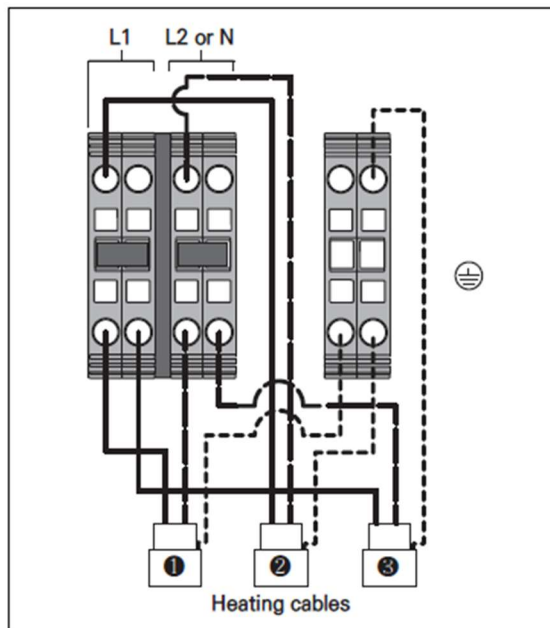 L1 L2 or N
❶ ❷ ❸
Heating cables